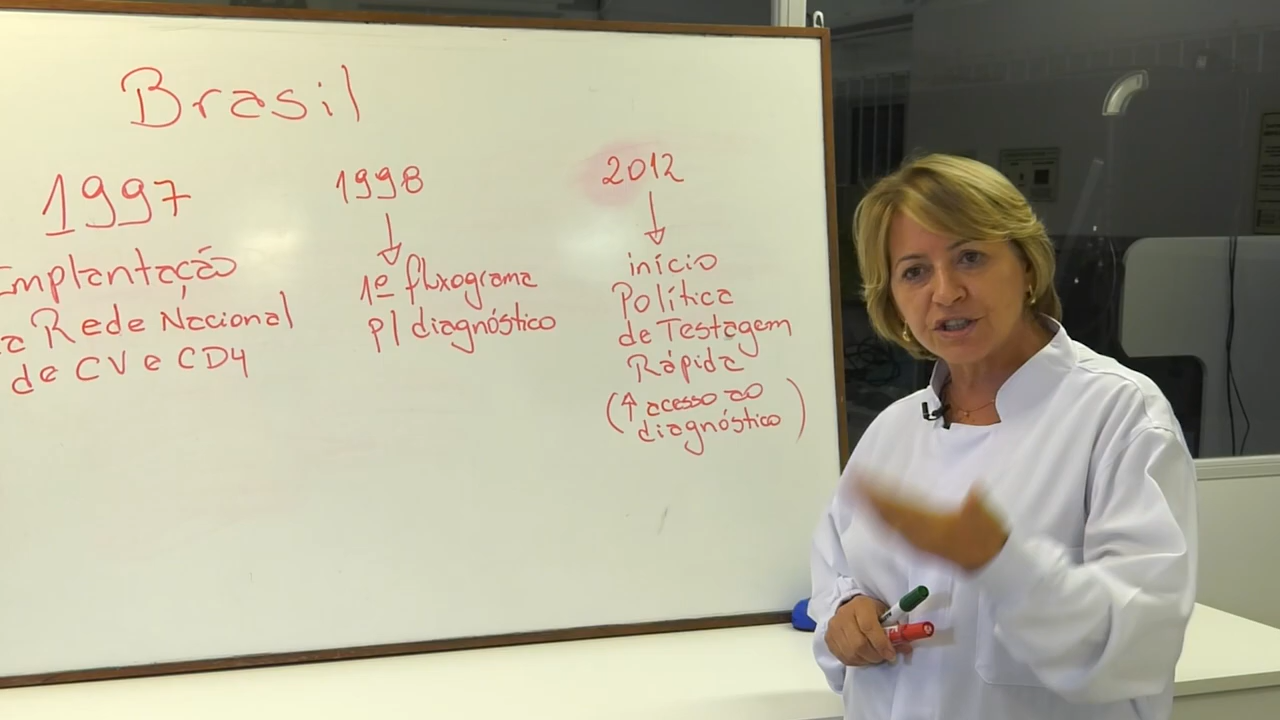 Brasil
1997
Implantação
a Rede Nacional
de CV e CD4
1998
1º fluxograma
p/ diagnóstico
2012
início
Política
de Testagem
Rápida
(↑ acesso ao
diagnóstico)